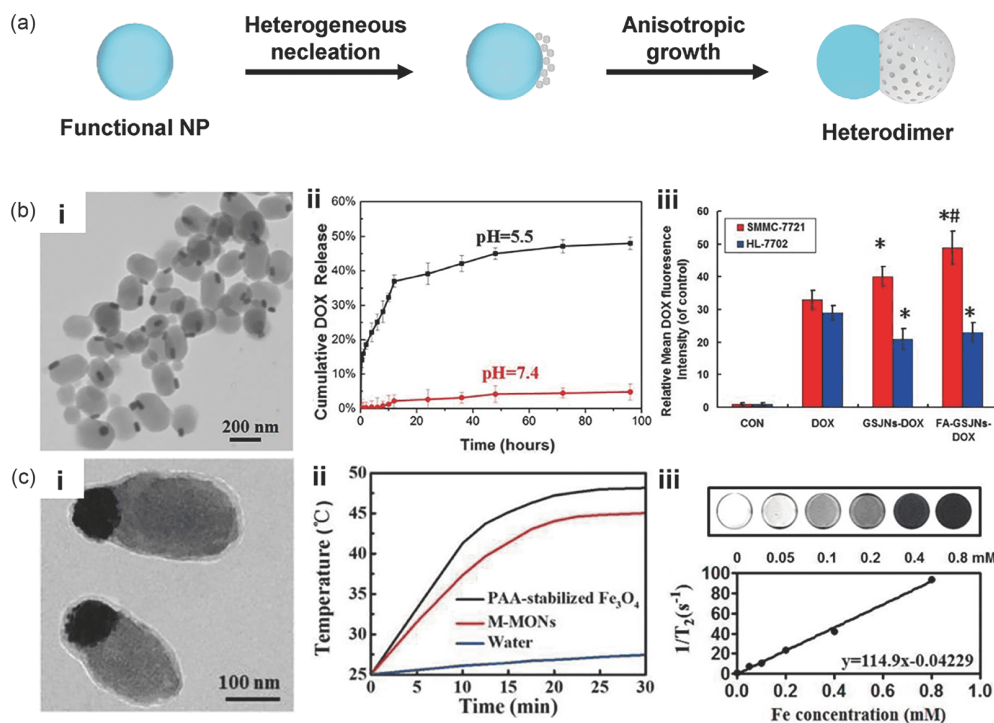 (a)
Heterogeneous
necleation
Anisotropic
growth
Functional NP
Heterodimer
(b)
i
200 nm
ii
Cumulative DOX Release
60%
50%
40%
30%
20%
10%
0%
pH=5.5
pH=7.4
0 20 40 60 80 100
Time (hours)
iii
Relative Mean DOX fluoresence
Intensity (of control)
60
50
40
30
20
10
0
SMMC-7721
HL-7702
*
*
*#
*
CON DOX GSJNs-DOX FA-GSJNs-
DOX
(c)
i
100 nm
ii
Temperature (℃)
50
45
40
35
30
25
PAA-stabilized Fe₃O₄
M-MONs
Water
0 5 10 15 20 25 30
Time (min)
iii
0 0.05 0.1 0.2 0.4 0.8 mM
1/T₂(s⁻¹)
100
80
60
40
20
0
y=114.9x-0.04229
0.0 0.2 0.4 0.6 0.8 1.0
Fe concentration (mM)